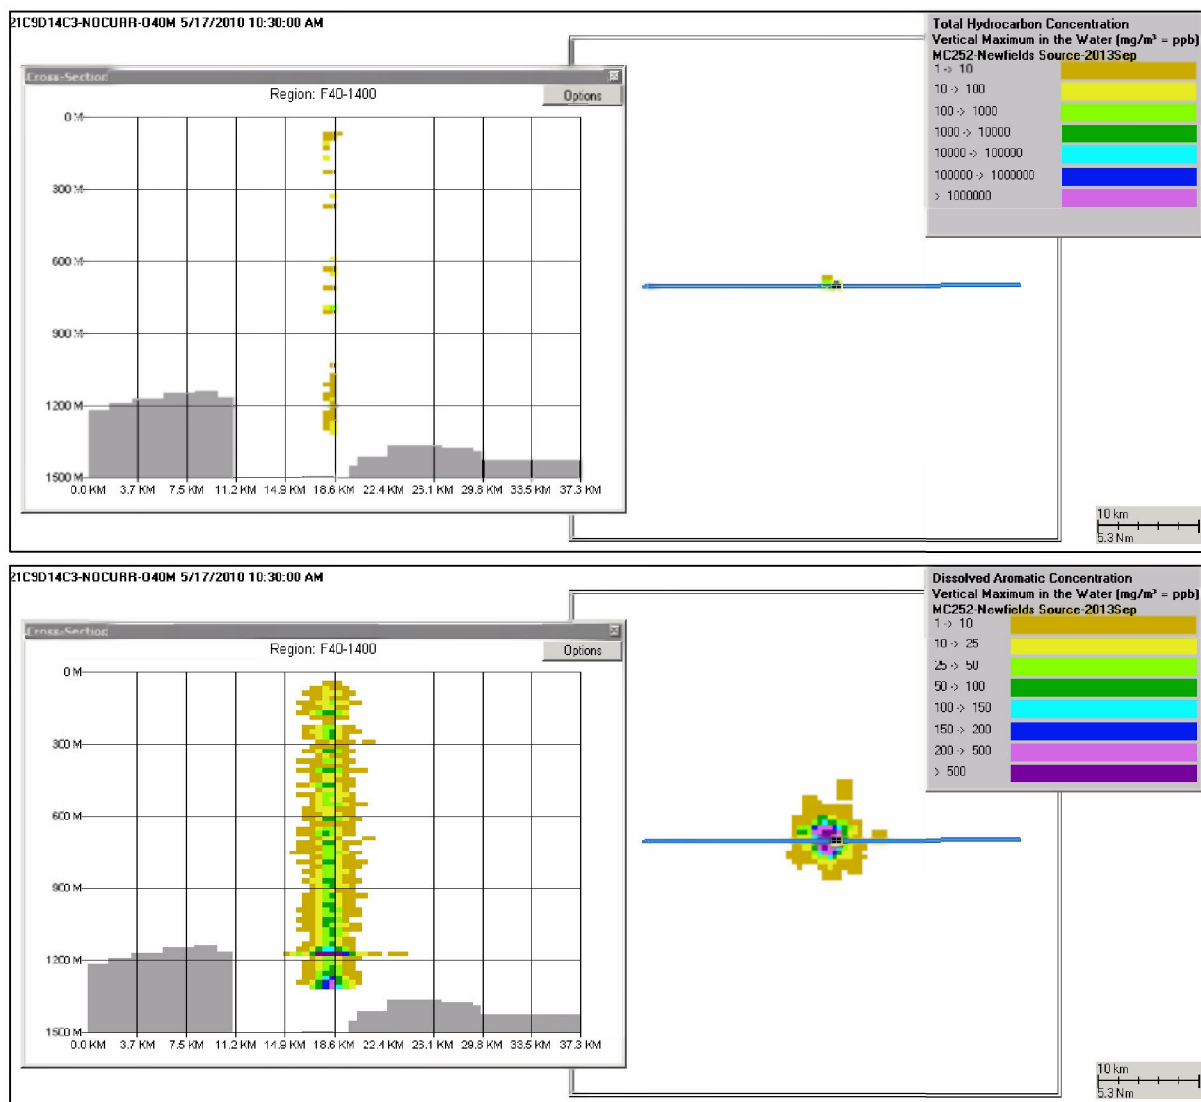 21C9D14C3-NOCURR-O40M 5/17/2010 10:30:00 AM
Total Hydrocarbon Concentration
Vertical Maximum in the Water (mg/m³ = ppb)
MC252-Newfields Source-2013Sep
1 -> 10
10 -> 100
100 -> 1000
1000 -> 10000
10000 -> 100000
100000 -> 1000000
> 1000000
Cross-Section
Region: F40-1400
Options
0 M
300 M
600 M
900 M
1200 M
1500 M
0.0 KM 3.7 KM 7.5 KM 11.2 KM 14.9 KM 18.6 KM 22.4 KM 26.1 KM 29.8 KM 33.5 KM 37.3 KM
10 km
5.3 Nm
21C9D14C3-NOCURR-O40M 5/17/2010 10:30:00 AM
Dissolved Aromatic Concentration
Vertical Maximum in the Water (mg/m³ = ppb)
MC252-Newfields Source-2013Sep
1 -> 10
10 -> 25
25 -> 50
50 -> 100
100 -> 150
150 -> 200
200 -> 500
> 500
Cross-Section
Region: F40-1400
Options
0 M
300 M
600 M
900 M
1200 M
1500 M
0.0 KM 3.7 KM 7.5 KM 11.2 KM 14.9 KM 18.6 KM 22.4 KM 26.1 KM 29.8 KM 33.5 KM 37.3 KM
10 km
5.3 Nm